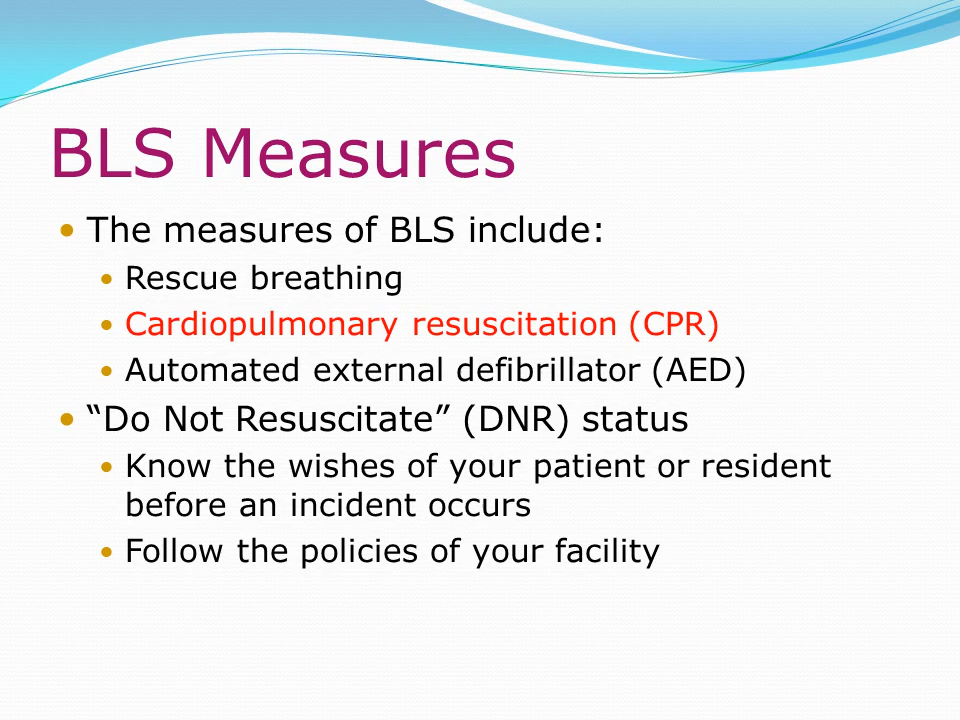 BLS Measures
The measures of BLS include:
Rescue breathing
Cardiopulmonary resuscitation (CPR)
Automated external defibrillator (AED)
“Do Not Resuscitate” (DNR) status
Know the wishes of your patient or resident
before an incident occurs
Follow the policies of your facility